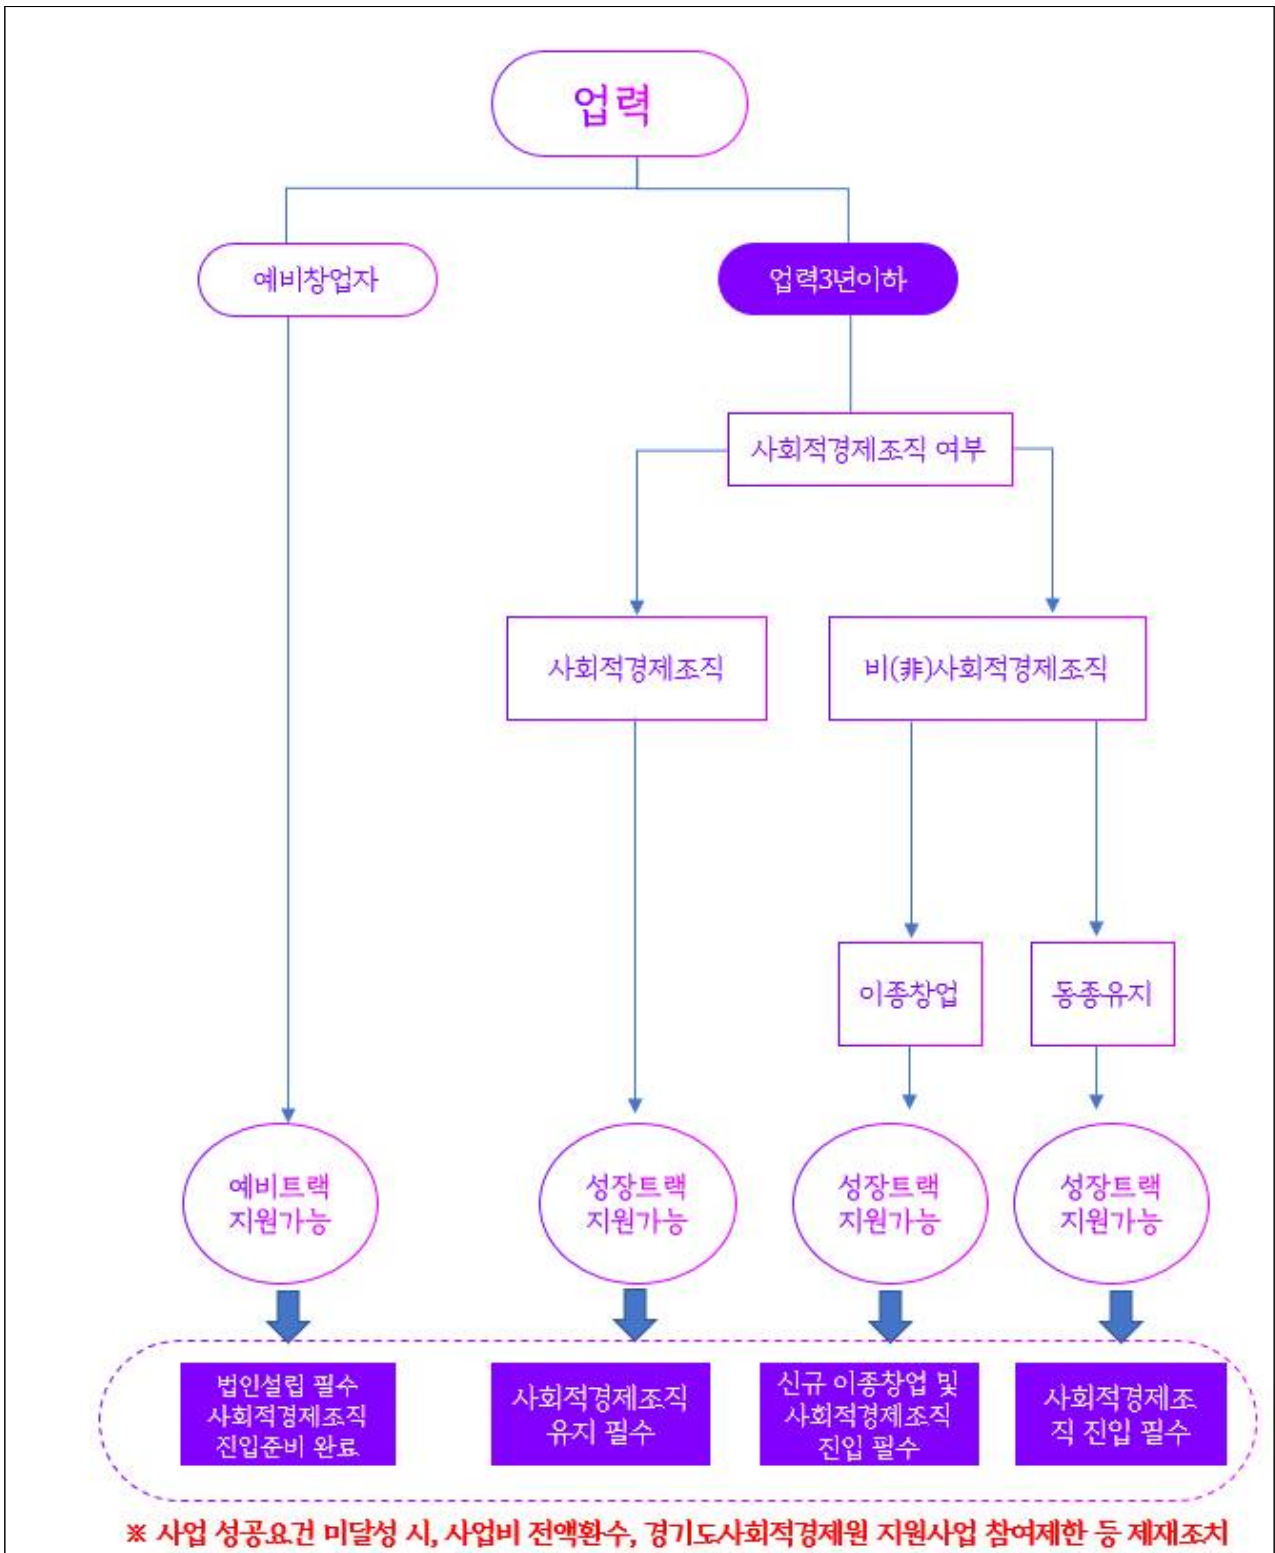 업력
예비창업자
업력3년이하
사회적경제조직 여부
사회적경제조직
비(非)사회적경제조직
이종창업
동종유지
예비트랙
지원가능
성장트랙
지원가능
성장트랙
지원가능
성장트랙
지원가능
법인설립 필수
사회적경제조직
진입준비 완료
사회적경제조직
유지 필수
신규 이종창업 및
사회적경제조직
진입 필수
사회적경제조
직 진입 필수
※ 사업 성공요건 미달성 시, 사업비 전액환수, 경기도사회적경제원 지원사업 참여제한 등 제재조치